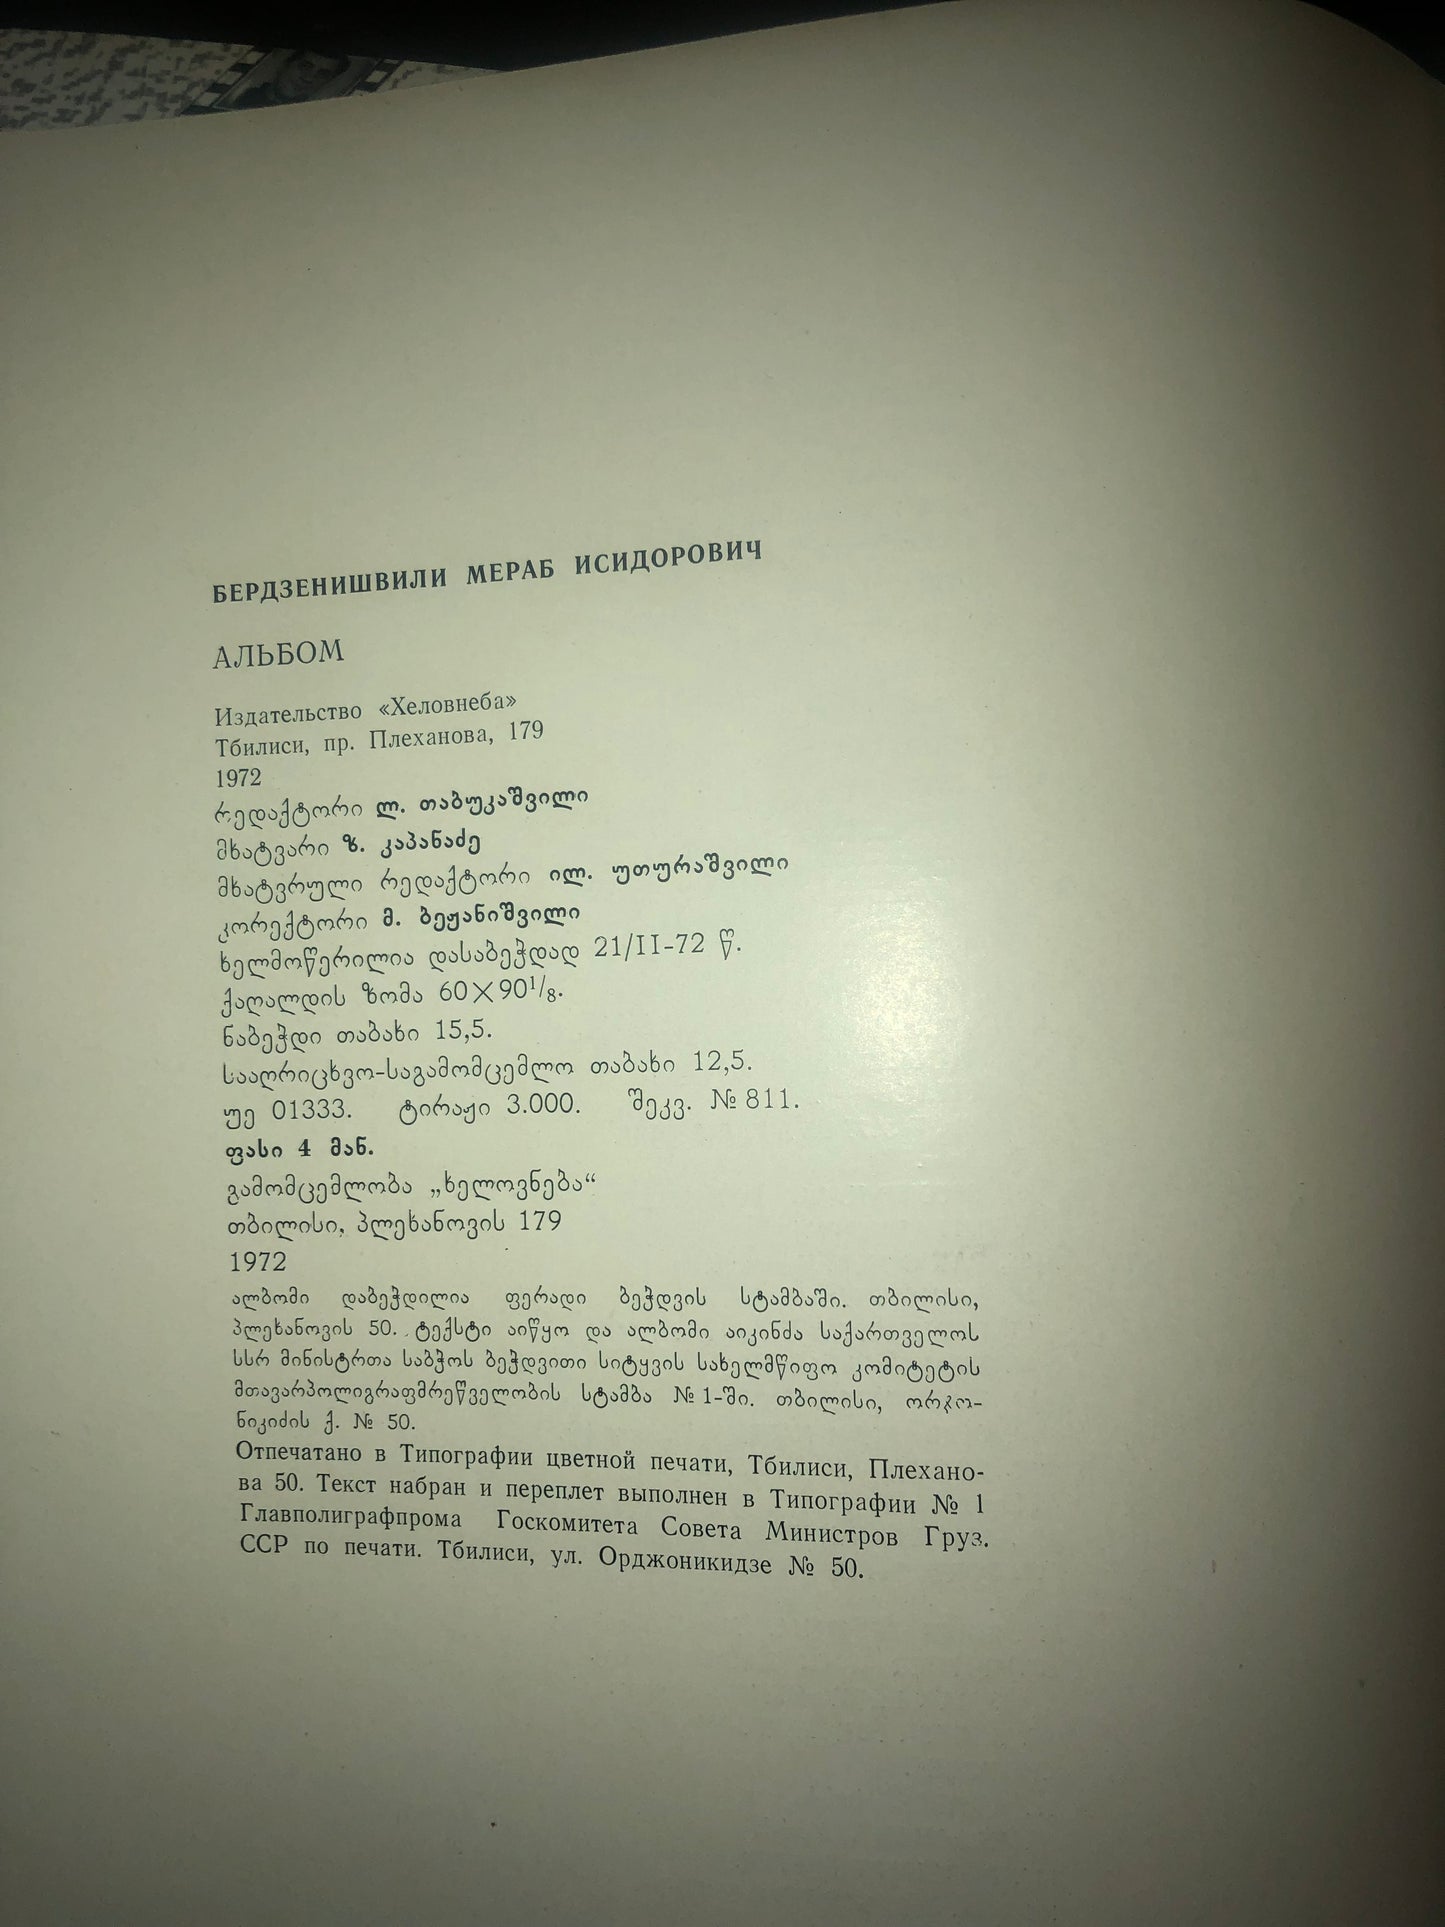 БЕРДЗЕНИШВИЛИ МЕРАБ ИСИДОРОВИЧ
АЛЬБОМ
Издательство «Хеловнеба»
Тбилиси, пр. Плеханова, 179
1972
რედაქტორი ლ. თაბუკაშვილი
მხატვარი ზ. კაპანაძე
მხატვრული რედაქტორი ილ. უთურაშვილი
კორექტორი მ. ბეჟანიშვილი
ხელმოწერილია დასაბეჭდად 21/II-72 წ.
ქაღალდის ზომა 60×90¹/₈.
ნაბეჭდი თაბახი 15,5.
სააღრიცხვო-საგამომცემლო თაბახი 12,5.
უე 01333. ტირაჟი 3.000. შეკვ. № 811.
ფასი 4 მან.
გამომცემლობა „ხელოვნება“
თბილისი, პლეხანოვის 179
1972
ალბომი დაბეჭდილია ფერადი ბეჭდვის სტამბაში. თბილისი,
პლეხანოვის 50. ტექსტი აიწყო და ალბომი აიკინძა საქართველოს
სსრ მინისტრთა საბჭოს ბეჭდვითი სიტყვის სახელმწიფო კომიტეტის
მთავარპოლიგრაფმრეწველობის სტამბა № 1-ში. თბილისი, ორჯო-
ნიკიძის ქ. № 50.
Отпечатано в Типографии цветной печати, Тбилиси, Плехано-
ва 50. Текст набран и переплет выполнен в Типографии № 1
Главполиграфпрома Госкомитета Совета Министров Груз.
ССР по печати. Тбилиси, ул. Орджоникидзе № 50.